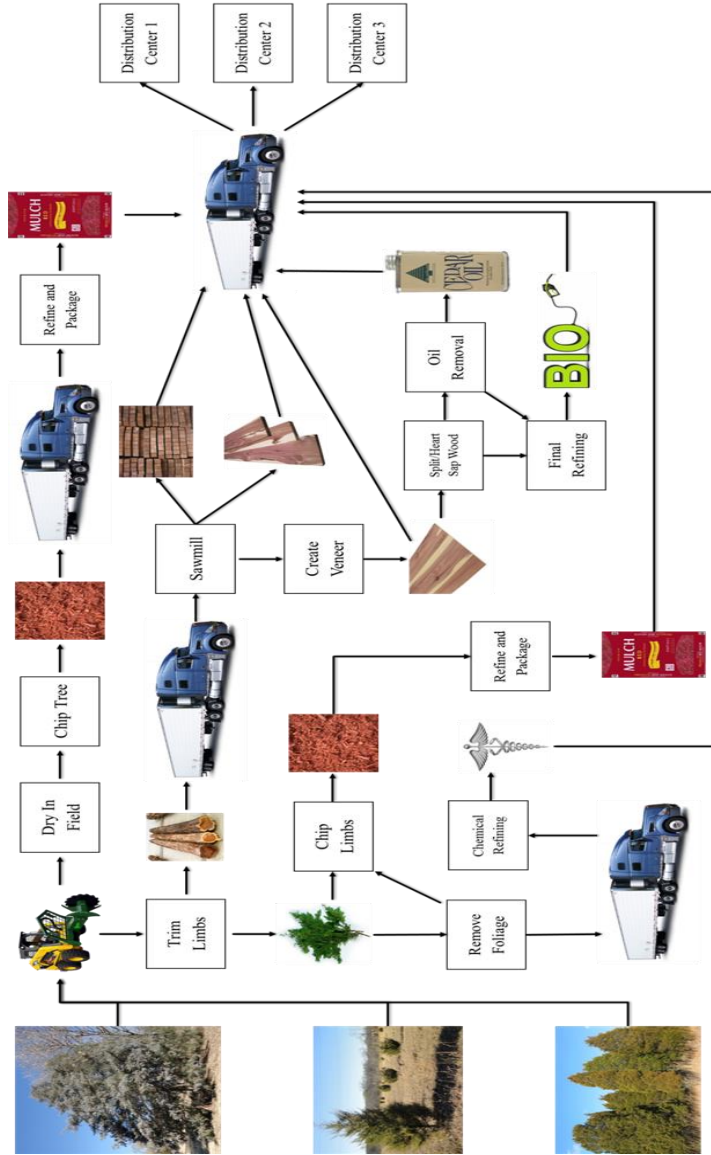 Dry In
Field
Chip Tree
Refine and
Package
MULCH
RED
Distribution
Center 1
Distribution
Center 2
Distribution
Center 3
Trim
Limbs
Sawmill
Create
Veneer
Split/Heart
Sap Wood
Oil
Removal
CEDAR
OIL
Final
Refining
BIO
Chip
Limbs
Refine and
Package
MULCH
RED
Remove
Foliage
Chemical
Refining